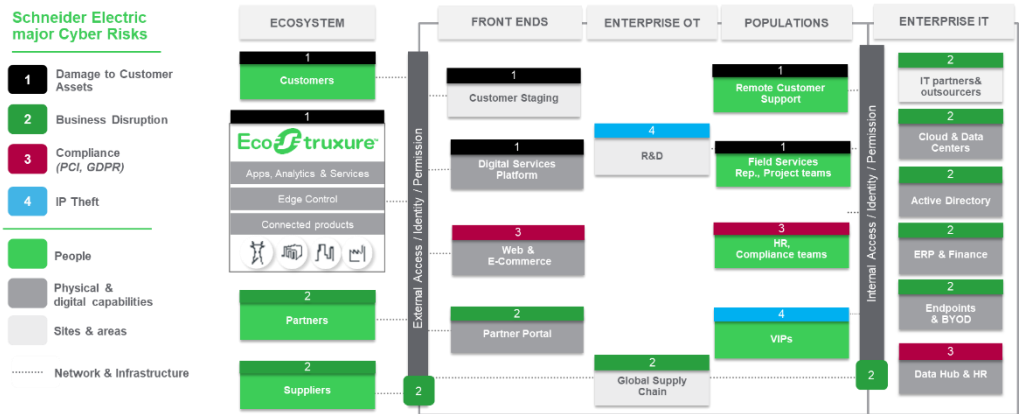 Schneider Electric
major Cyber Risks
1
Damage to Customer
Assets
2
Business Disruption
3
Compliance
(PCI, GDPR)
4
IP Theft
People
Physical &
digital capabilities
Sites & areas
Network & Infrastructure
ECOSYSTEM
1
Customers
1
EcoStruxure™
Apps, Analytics & Services
Edge Control
Connected products
2
Partners
2
Suppliers
External Access / Identity / Permission
2
FRONT ENDS
1
Customer Staging
1
Digital Services
Platform
3
Web &
E-Commerce
2
Partner Portal
ENTERPRISE OT
4
R&D
2
Global Supply
Chain
POPULATIONS
1
Remote Customer
Support
1
Field Services
Rep., Project teams
3
HR,
Compliance teams
4
VIPs
Internal Access / Identity / Permission
2
ENTERPRISE IT
2
IT partners&
outsourcers
2
Cloud & Data
Centers
2
Active Directory
2
ERP & Finance
2
Endpoints
& BYOD
3
Data Hub & HR